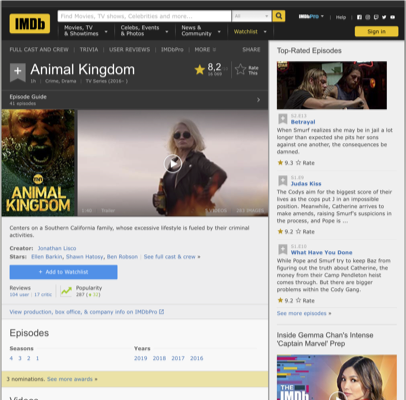 IMDb
Find Movies, TV shows, Celebrities and more...
All
IMDbPro
Help
Movies, TV & Showtimes
Celebs, Events & Photos
News & Community
Watchlist
Sign in
FULL CAST AND CREW | TRIVIA | USER REVIEWS | IMDbPro | MORE
SHARE
Animal Kingdom
1h | Crime, Drama | TV Series (2016– )
8,2
Rate This
Episode Guide
41 episodes
TNT
ANIMAL
KINGDOM
Centers on a Southern California family, whose excessive lifestyle is fueled by their criminal
activities.
Creator: Jonathan Lisco
Stars: Ellen Barkin, Shawn Hatosy, Ben Robson | See full cast & crew »
+ Add to Watchlist
Reviews
Popularity
View production, box office, & company info on IMDbPro
Episodes
Seasons
Years
4 3 2 1
2019 2018 2017 2016
3 nominations. See more awards »
Videos
Top-Rated Episodes
Betrayal
When Smurf realizes she may be in jail a lot
longer than expected she pits her sons
against one another, the consequences be
damned.
9.3 Rate
Judas Kiss
The Codys aim for the biggest score of their
lives as the cops put J in an impossible
position. Meanwhile, Catherine arrives to
make amends, raising Smurf's suspicions in
the process, and Pope is ...
9.2 Rate
What Have You Done
While Pope and Smurf try to keep Baz from
figuring out the truth about Catherine, the
money from their Camp Pendleton heist
comes through. But there are bigger
problems within the Cody Gang.
9.2 Rate
See more episodes »
Inside Gemma Chan's Intense
'Captain Marvel' Prep
THE
IMDb